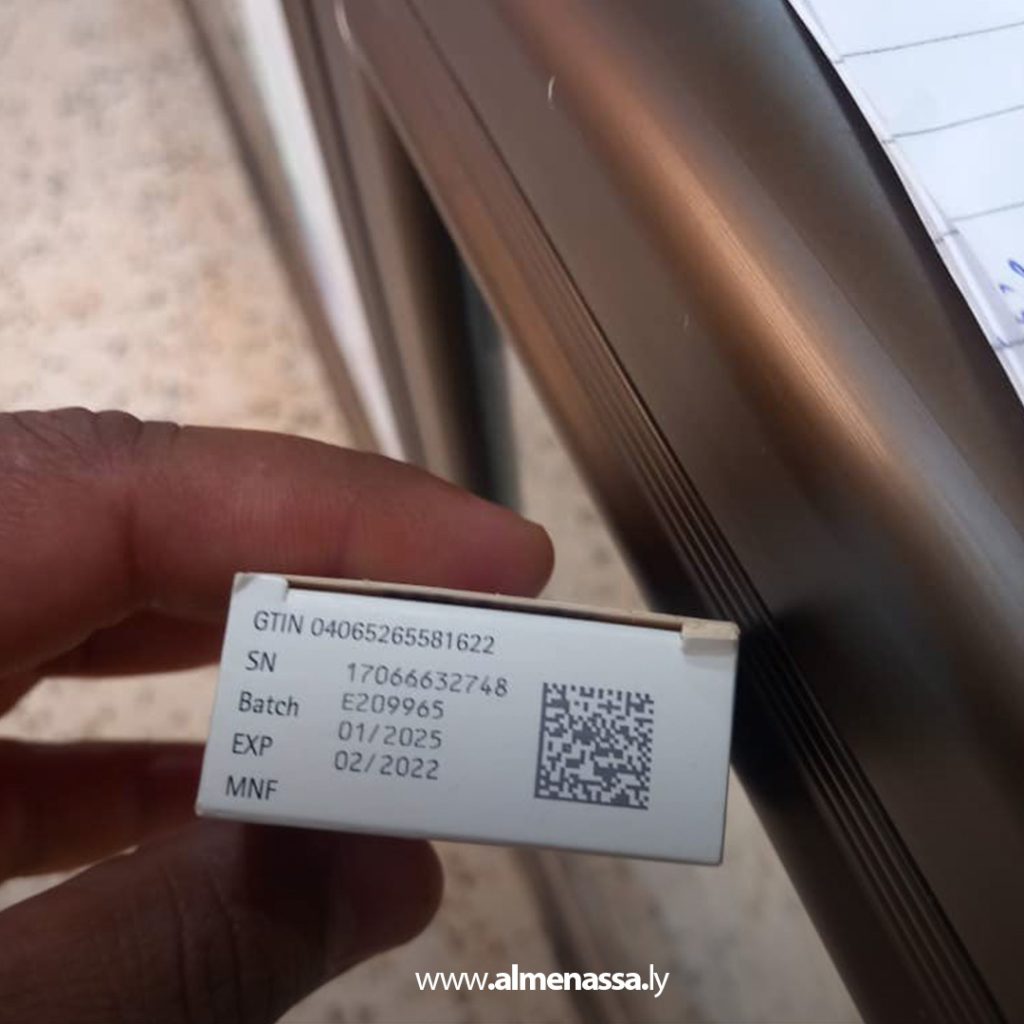 GTIN 04065265581622
SN 17066632748
Batch E209965
EXP 01/2025
MNF 02/2022
www.almenassa.ly